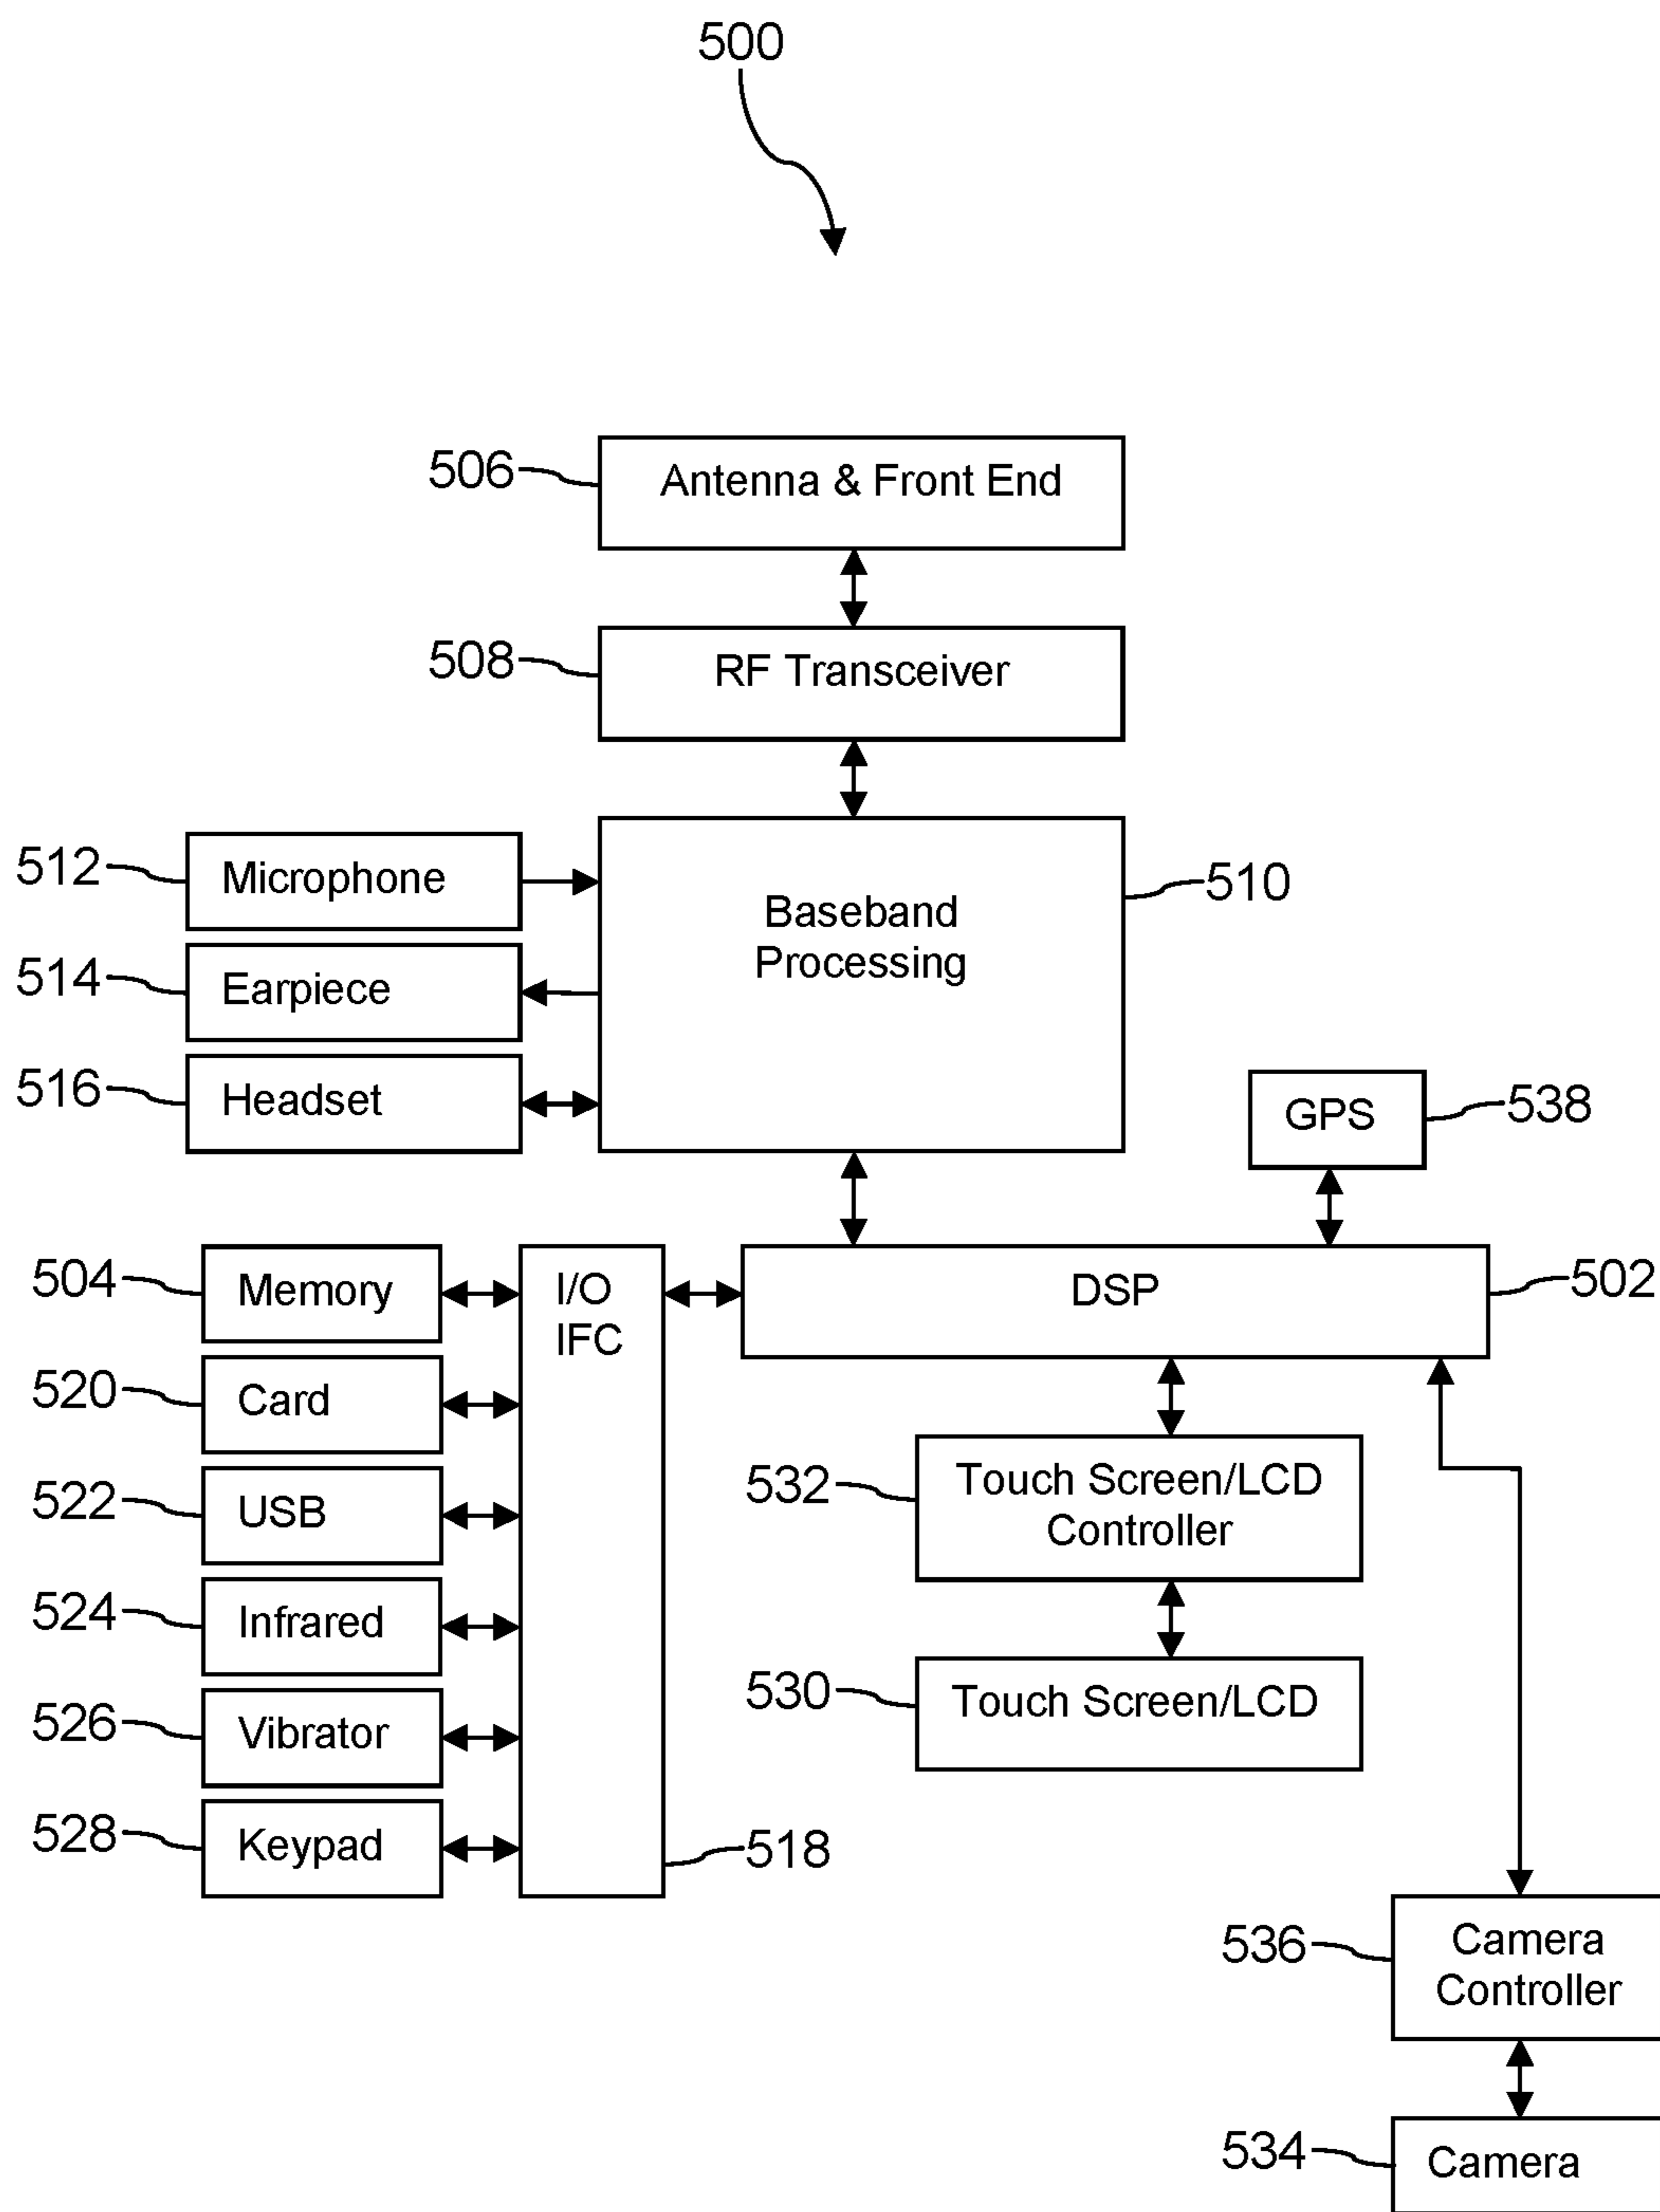 500
506
Antenna & Front End
508
RF Transceiver
512
Microphone
510
Baseband
Processing
514
Earpiece
516
Headset
GPS
538
504
Memory
I/O
IFC
DSP
502
520
Card
522
USB
532
Touch Screen/LCD
Controller
524
Infrared
530
Touch Screen/LCD
526
Vibrator
528
Keypad
518
536
Camera
Controller
534
Camera